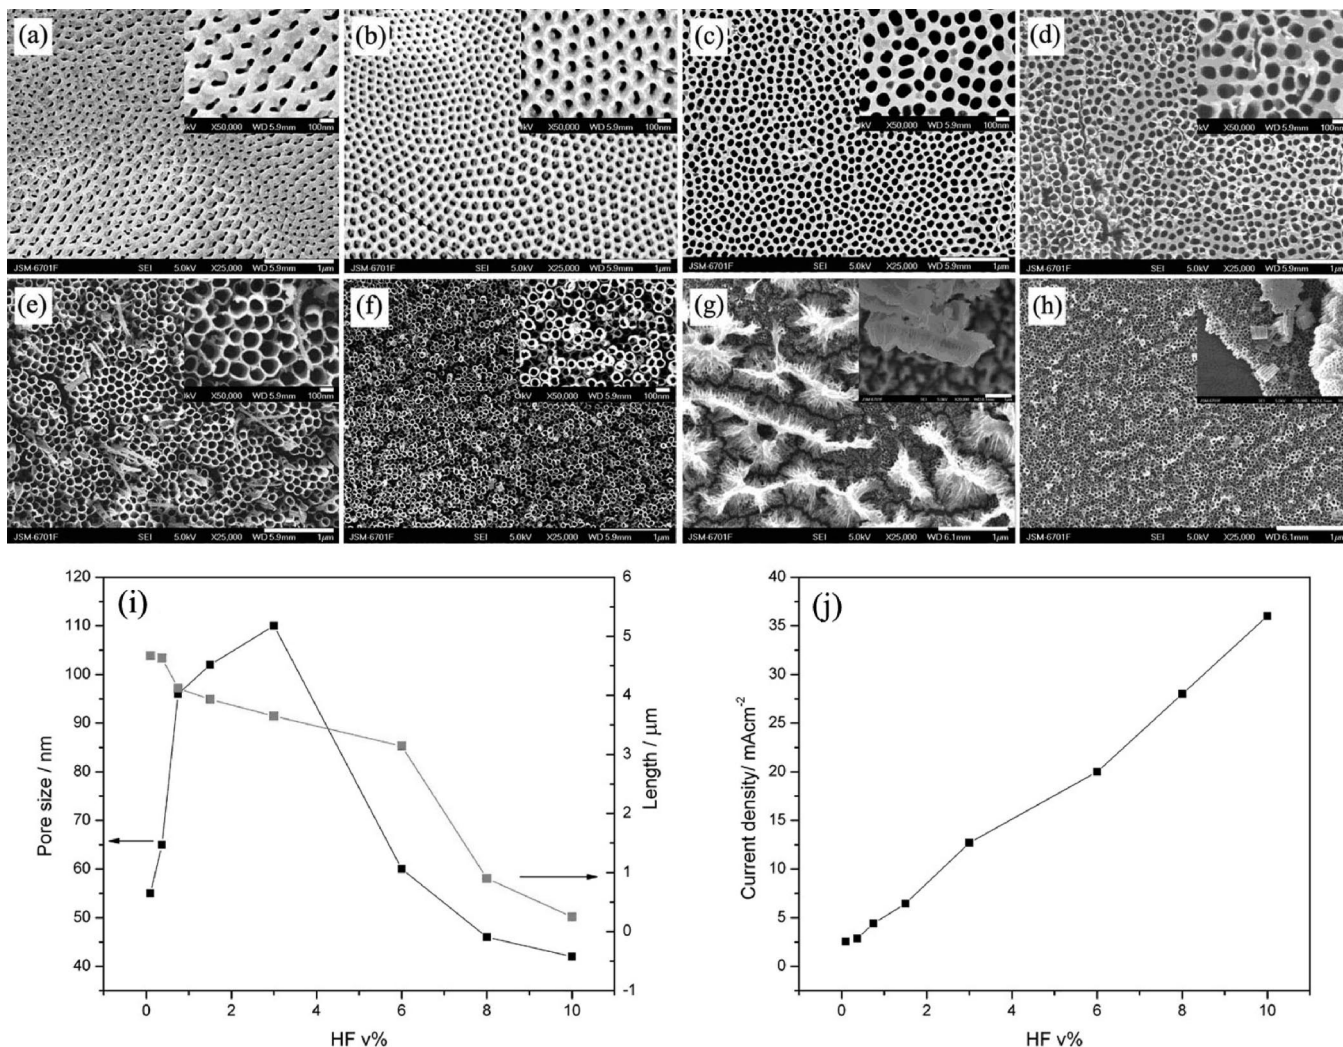 (a)
kV X50,000 WD 5.9mm 100nm
JSM-6701F SEI 5.0kV X25,000 WD 5.9mm 1μm
(b)
kV X50,000 WD 5.9mm 100nm
JSM-6701F SEI 5.0kV X25,000 WD 5.9mm 1μm
(c)
kV X50,000 WD 5.9mm 100nm
JSM-6701F SEI 5.0kV X25,000 WD 5.9mm 1μm
(d)
kV X50,000 WD 5.9mm 100nm
JSM-6701F SEI 5.0kV X25,000 WD 5.9mm 1μm
(e)
kV X50,000 WD 5.9mm 100nm
JSM-6701F SEI 5.0kV X25,000 WD 5.9mm 1μm
(f)
kV X50,000 WD 5.9mm 100nm
JSM-6701F SEI 5.0kV X25,000 WD 5.9mm 1μm
(g)
JSM-6701F SEI 5.0kV X25,000 WD 6.1mm 1μm
(h)
JSM-6701F SEI 5.0kV X25,000 WD 6.1mm 1μm
(i)
120
110
100
90
80
70
60
50
40
Pore size / nm
6
5
4
3
2
1
0
-1
Length / μm
0 2 4 6 8 10
HF v%
(j)
40
35
30
25
20
15
10
5
0
Current density/ mAcm-2
0 2 4 6 8 10
HF v%